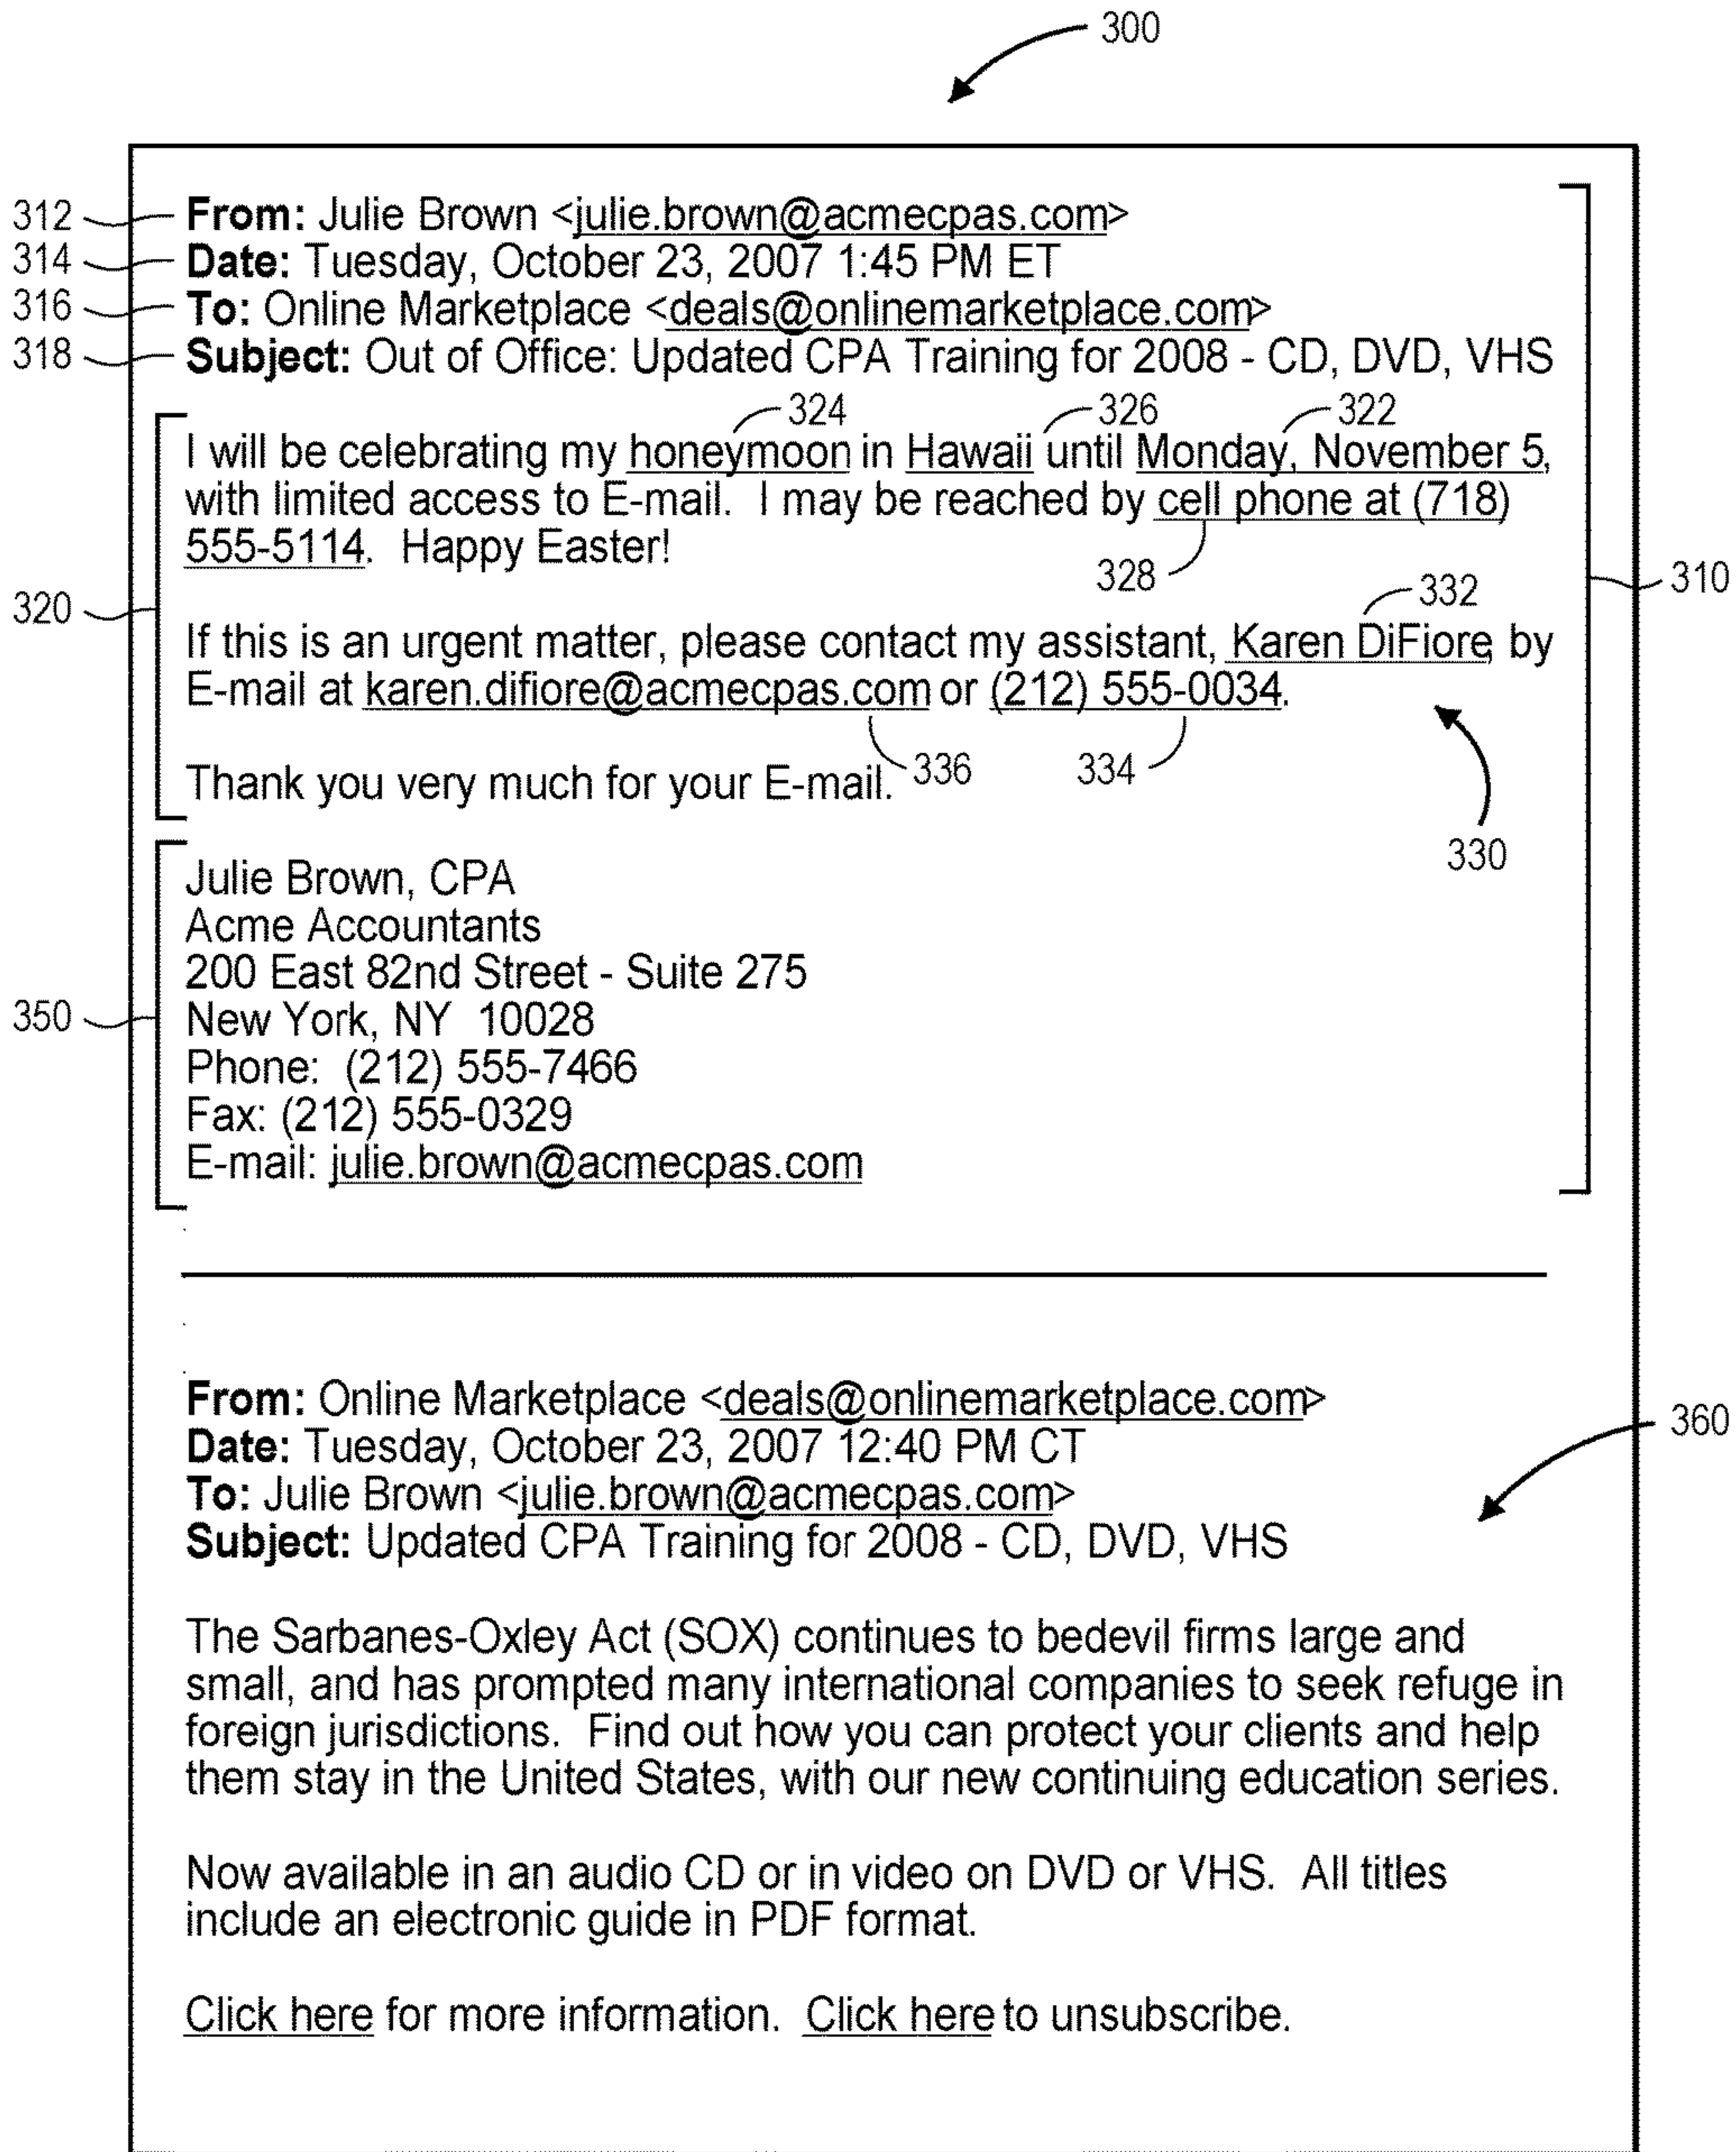 300
312 From: Julie Brown <julie.brown@acmecpas.com>
314 Date: Tuesday, October 23, 2007 1:45 PM ET
316 To: Online Marketplace <deals@onlinemarketplace.com>
318 Subject: Out of Office: Updated CPA Training for 2008 - CD, DVD, VHS
324 326 322
I will be celebrating my honeymoon in Hawaii until Monday, November 5,
with limited access to E-mail. I may be reached by cell phone at (718)
555-5114. Happy Easter!
328 310
320 332
If this is an urgent matter, please contact my assistant, Karen DiFiore, by
E-mail at karen.difiore@acmecpas.com or (212) 555-0034.
336 334
Thank you very much for your E-mail.
330
Julie Brown, CPA
Acme Accountants
200 East 82nd Street - Suite 275
350 New York, NY 10028
Phone: (212) 555-7466
Fax: (212) 555-0329
E-mail: julie.brown@acmecpas.com
From: Online Marketplace <deals@onlinemarketplace.com>
360
Date: Tuesday, October 23, 2007 12:40 PM CT
To: Julie Brown <julie.brown@acmecpas.com>
Subject: Updated CPA Training for 2008 - CD, DVD, VHS
The Sarbanes-Oxley Act (SOX) continues to bedevil firms large and
small, and has prompted many international companies to seek refuge in
foreign jurisdictions. Find out how you can protect your clients and help
them stay in the United States, with our new continuing education series.
Now available in an audio CD or in video on DVD or VHS. All titles
include an electronic guide in PDF format.
Click here for more information. Click here to unsubscribe.